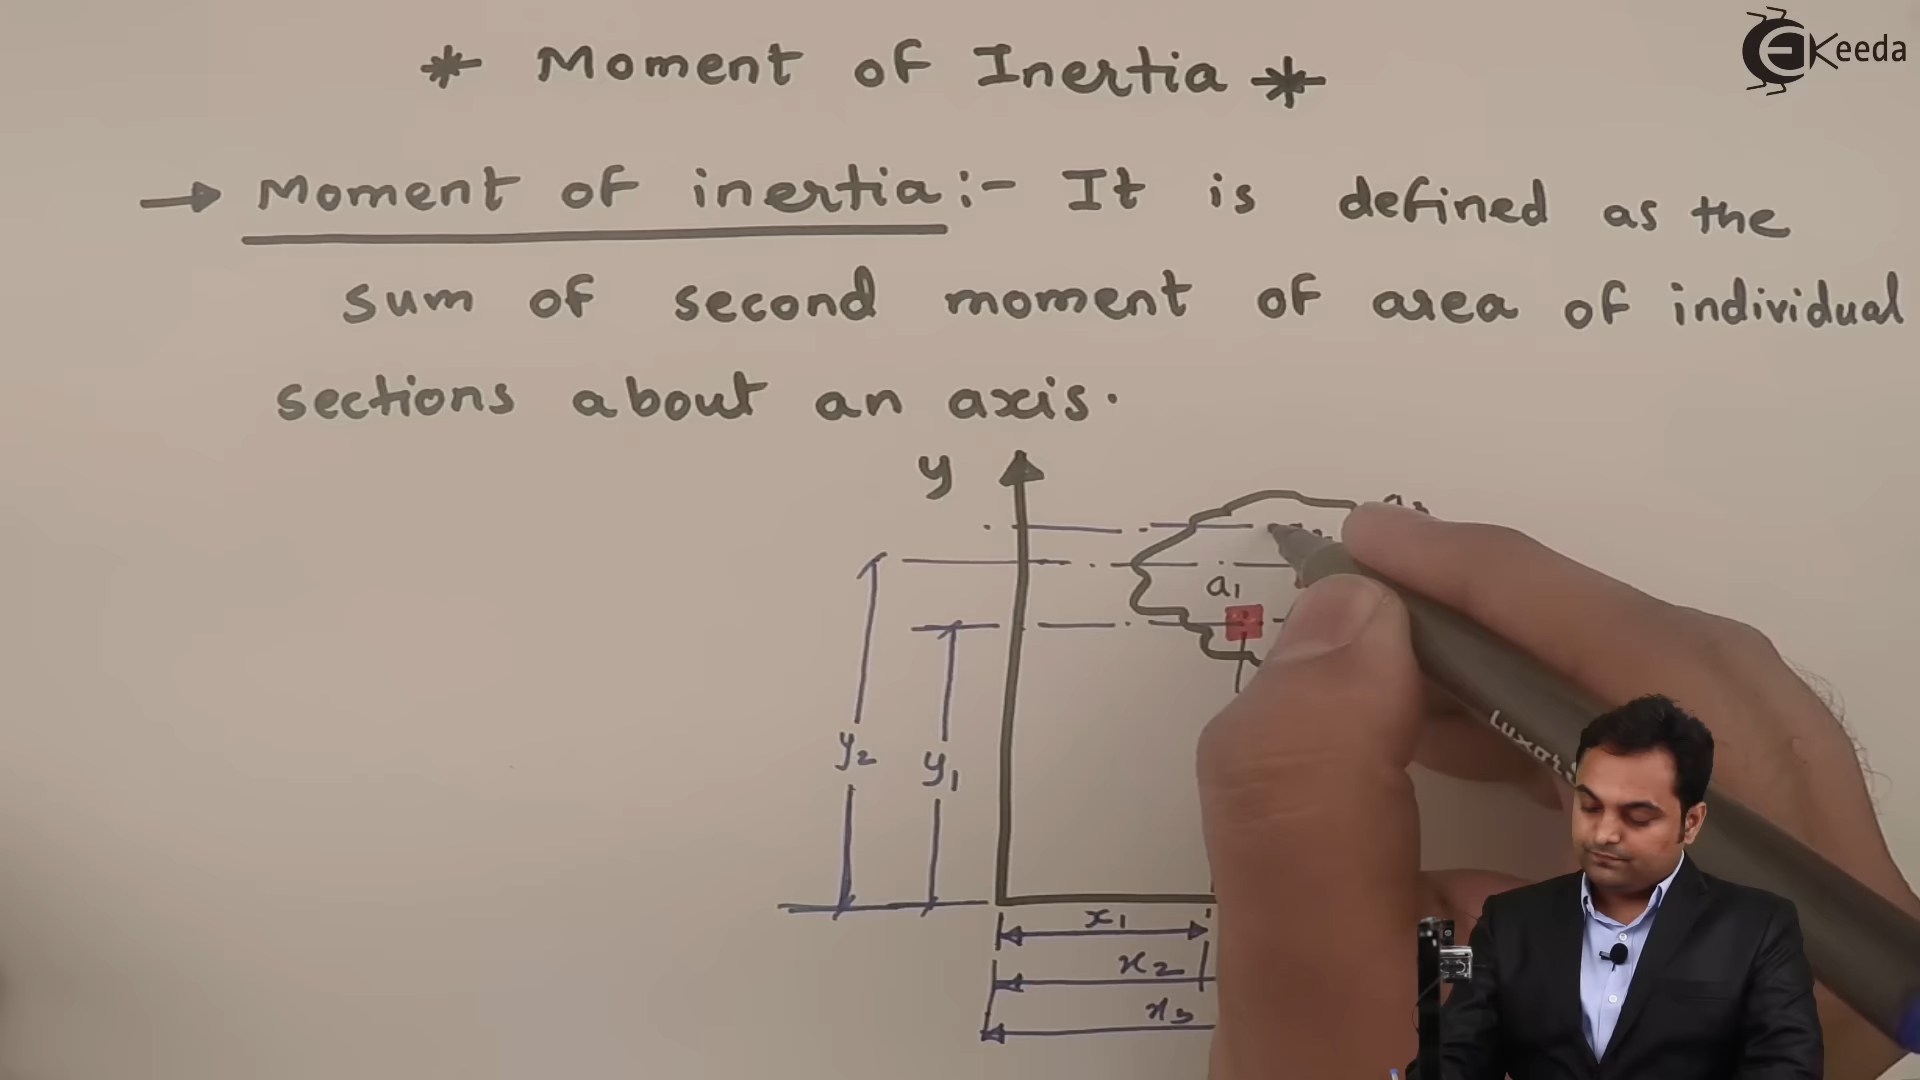 * Moment of Inertia *
EKeeda
→ Moment of inertia:- It is defined as the
sum of second moment of area of individual
sections about an axis.
y
a1
y2
y1
x1
x2
x3
Luxor